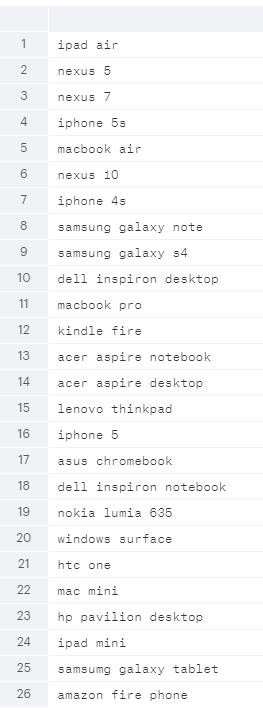 1 ipad air
2 nexus 5
3 nexus 7
4 iphone 5s
5 macbook air
6 nexus 10
7 iphone 4s
8 samsung galaxy note
9 samsung galaxy s4
10 dell inspiron desktop
11 macbook pro
12 kindle fire
13 acer aspire notebook
14 acer aspire desktop
15 lenovo thinkpad
16 iphone 5
17 asus chromebook
18 dell inspiron notebook
19 nokia lumia 635
20 windows surface
21 htc one
22 mac mini
23 hp pavilion desktop
24 ipad mini
25 samsumg galaxy tablet
26 amazon fire phone